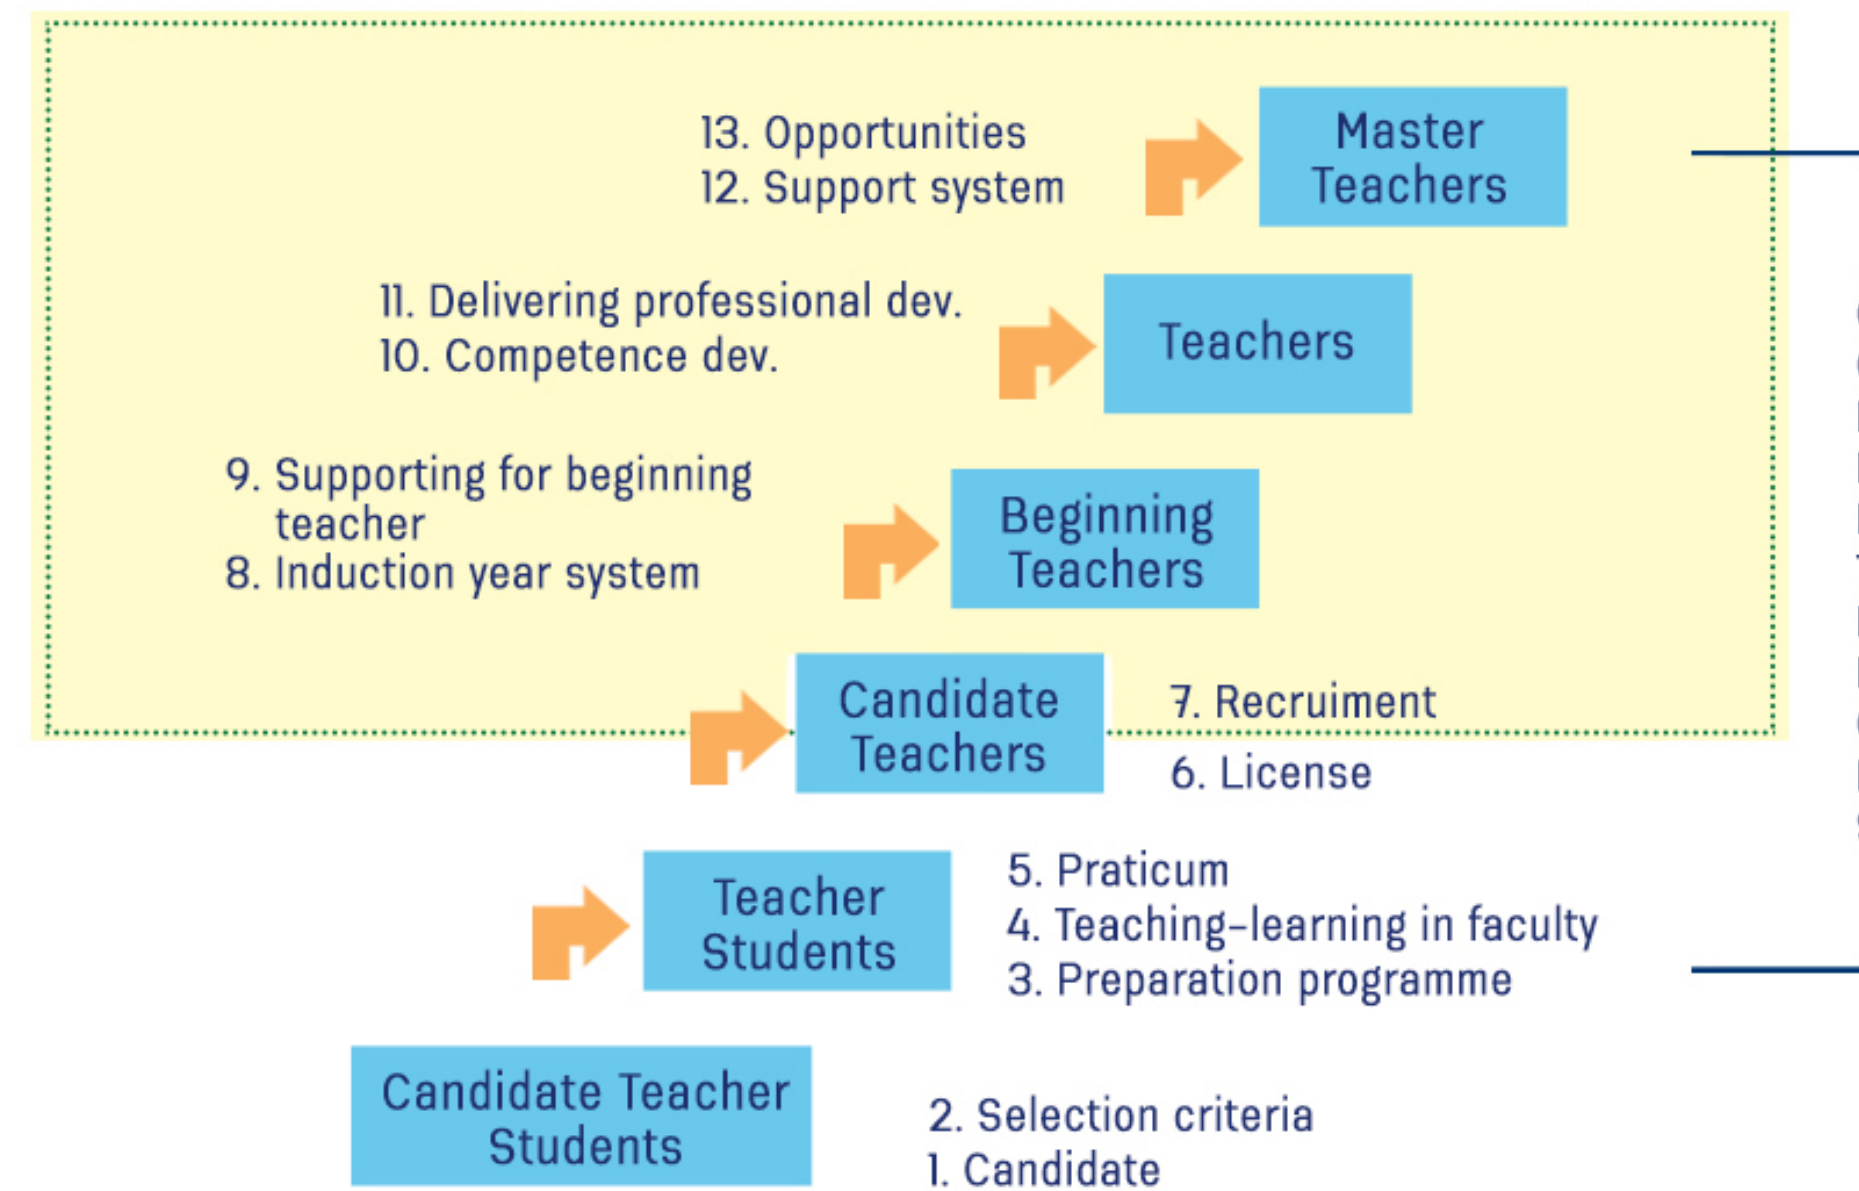 13. Opportunities
12. Support system
Master
Teachers
11. Delivering professional dev.
10. Competence dev.
Teachers
9. Supporting for beginning
teacher
8. Induction year system
Beginning
Teachers
Candidate
Teachers
7. Recruiment
6. License
Teacher
Students
5. Praticum
4. Teaching-learning in faculty
3. Preparation programme
Candidate Teacher
Students
2. Selection criteria
1. Candidate